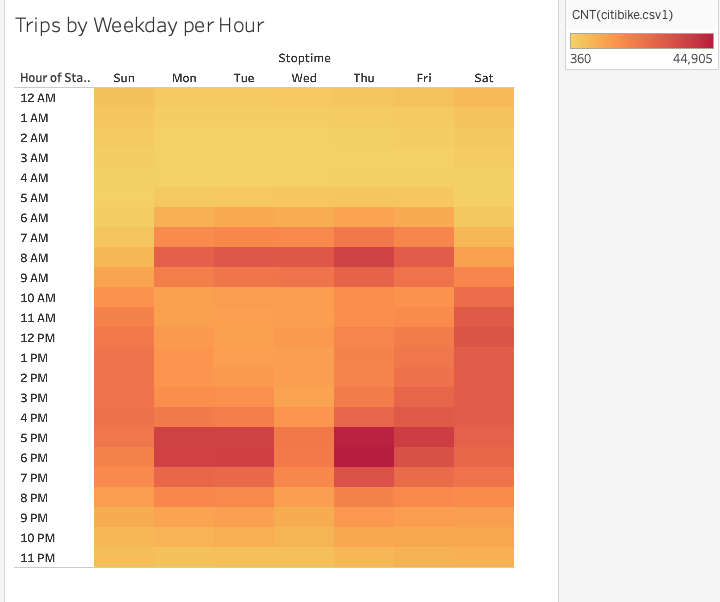 Trips by Weekday per Hour
CNT(citibike.csv1)
360 44,905
Stoptime
Hour of Sta.. Sun Mon Tue Wed Thu Fri Sat
12 AM
1 AM
2 AM
3 AM
4 AM
5 AM
6 AM
7 AM
8 AM
9 AM
10 AM
11 AM
12 PM
1 PM
2 PM
3 PM
4 PM
5 PM
6 PM
7 PM
8 PM
9 PM
10 PM
11 PM